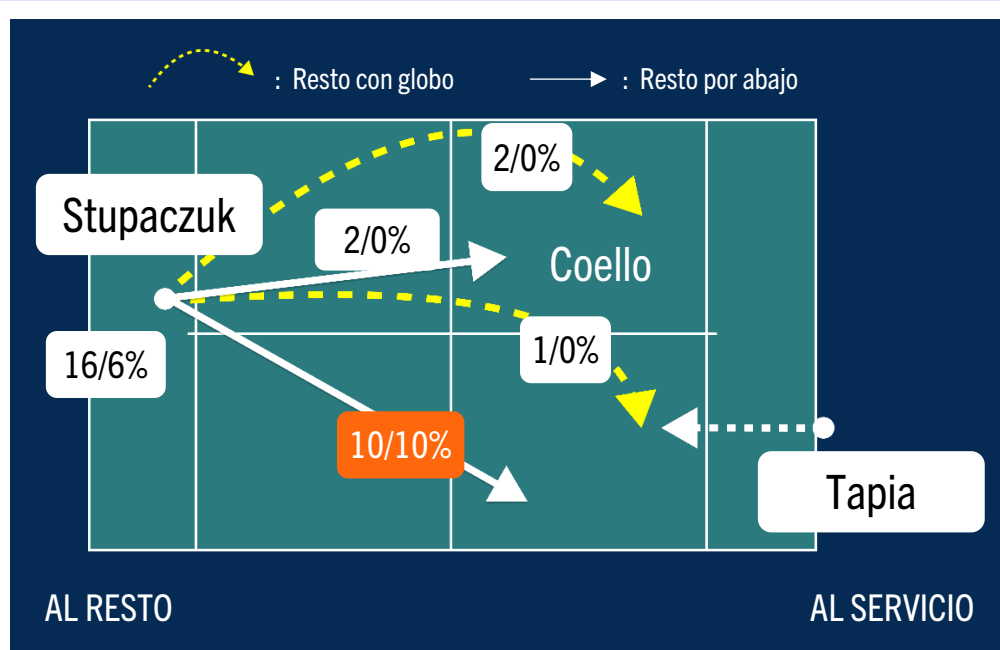 : Resto con globo
: Resto por abajo
2/0%
Stupaczuk
2/0%
Coello
1/0%
16/6%
10/10%
Tapia
AL RESTO
AL SERVICIO